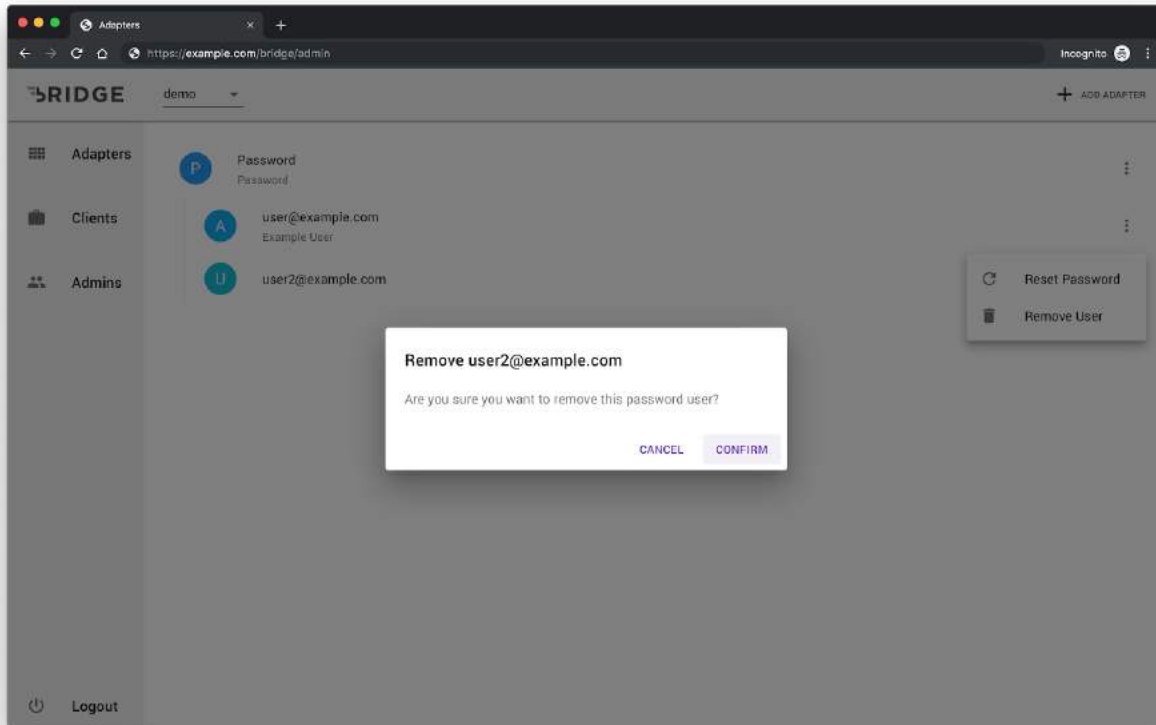 Adapters
https://example.com/bridge/admin
Incognito
BRIDGE
demo
ADD ADAPTER
Adapters
Clients
Admins
P
Password
Password
A
user@example.com
Example User
U
user2@example.com
Reset Password
Remove User
Remove user2@example.com
Are you sure you want to remove this password user?
CANCEL
CONFIRM
Logout